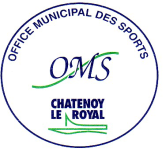 OFFICE MUNICIPAL DES SPORTS
OMS
CHATENOY
LE ROYAL